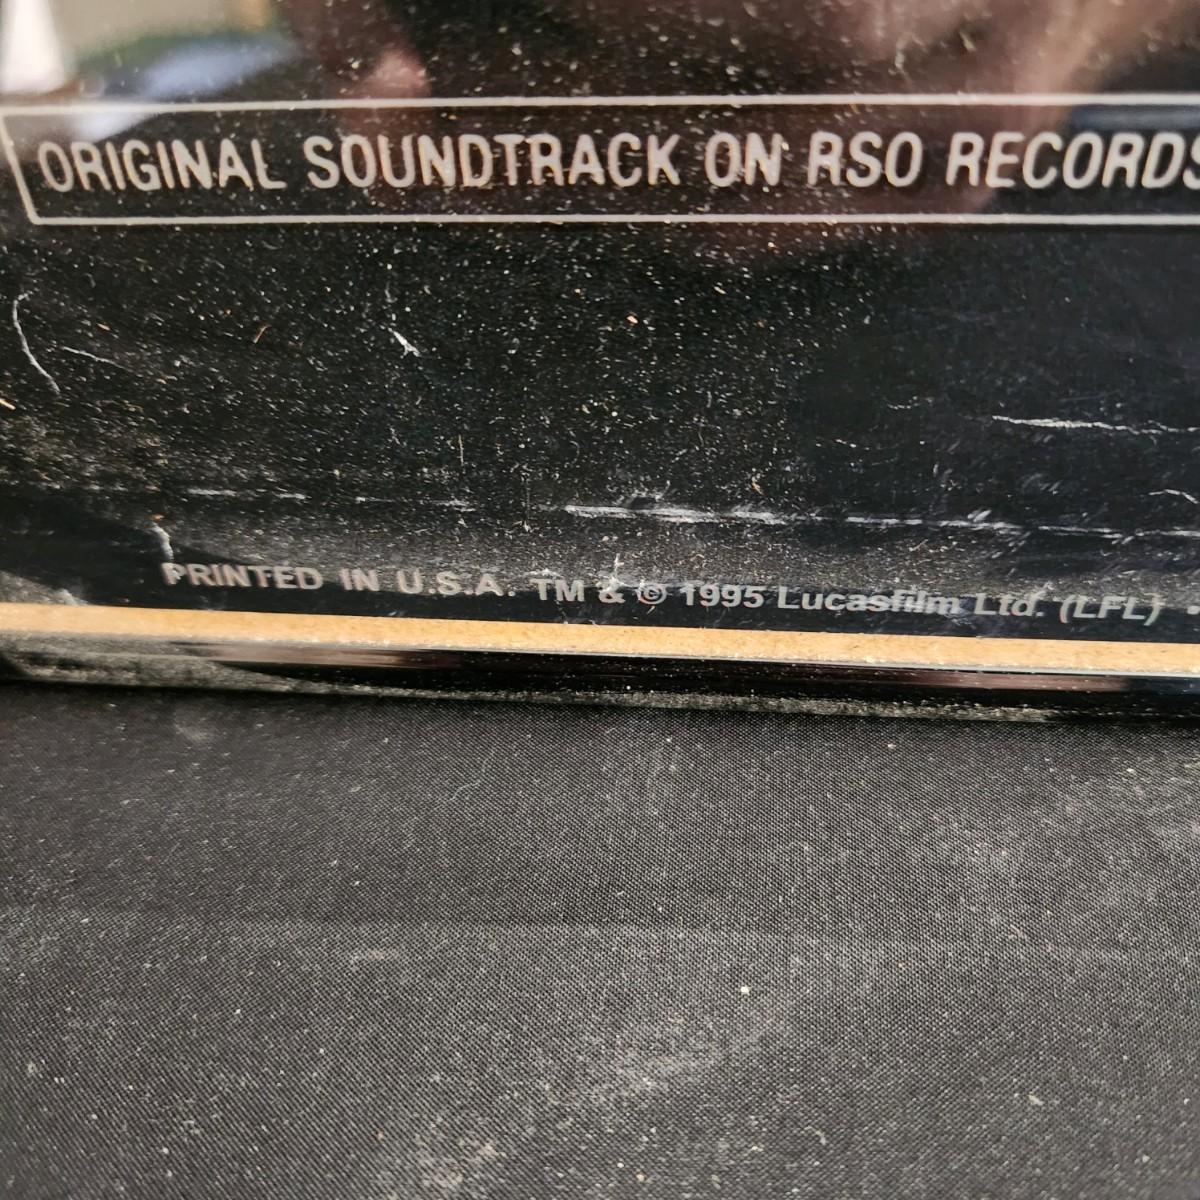 ORIGINAL SOUNDTRACK ON RSO RECORDS
PRINTED IN U.S.A. TM & © 1995 Lucasfilm Ltd. (LFL)